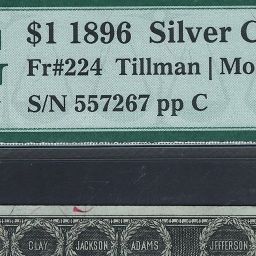 $1 1896 Silver C
Fr#224 Tillman | Mo
S/N 557267 pp C
CLAY JACKSON ADAMS JEFFERSON